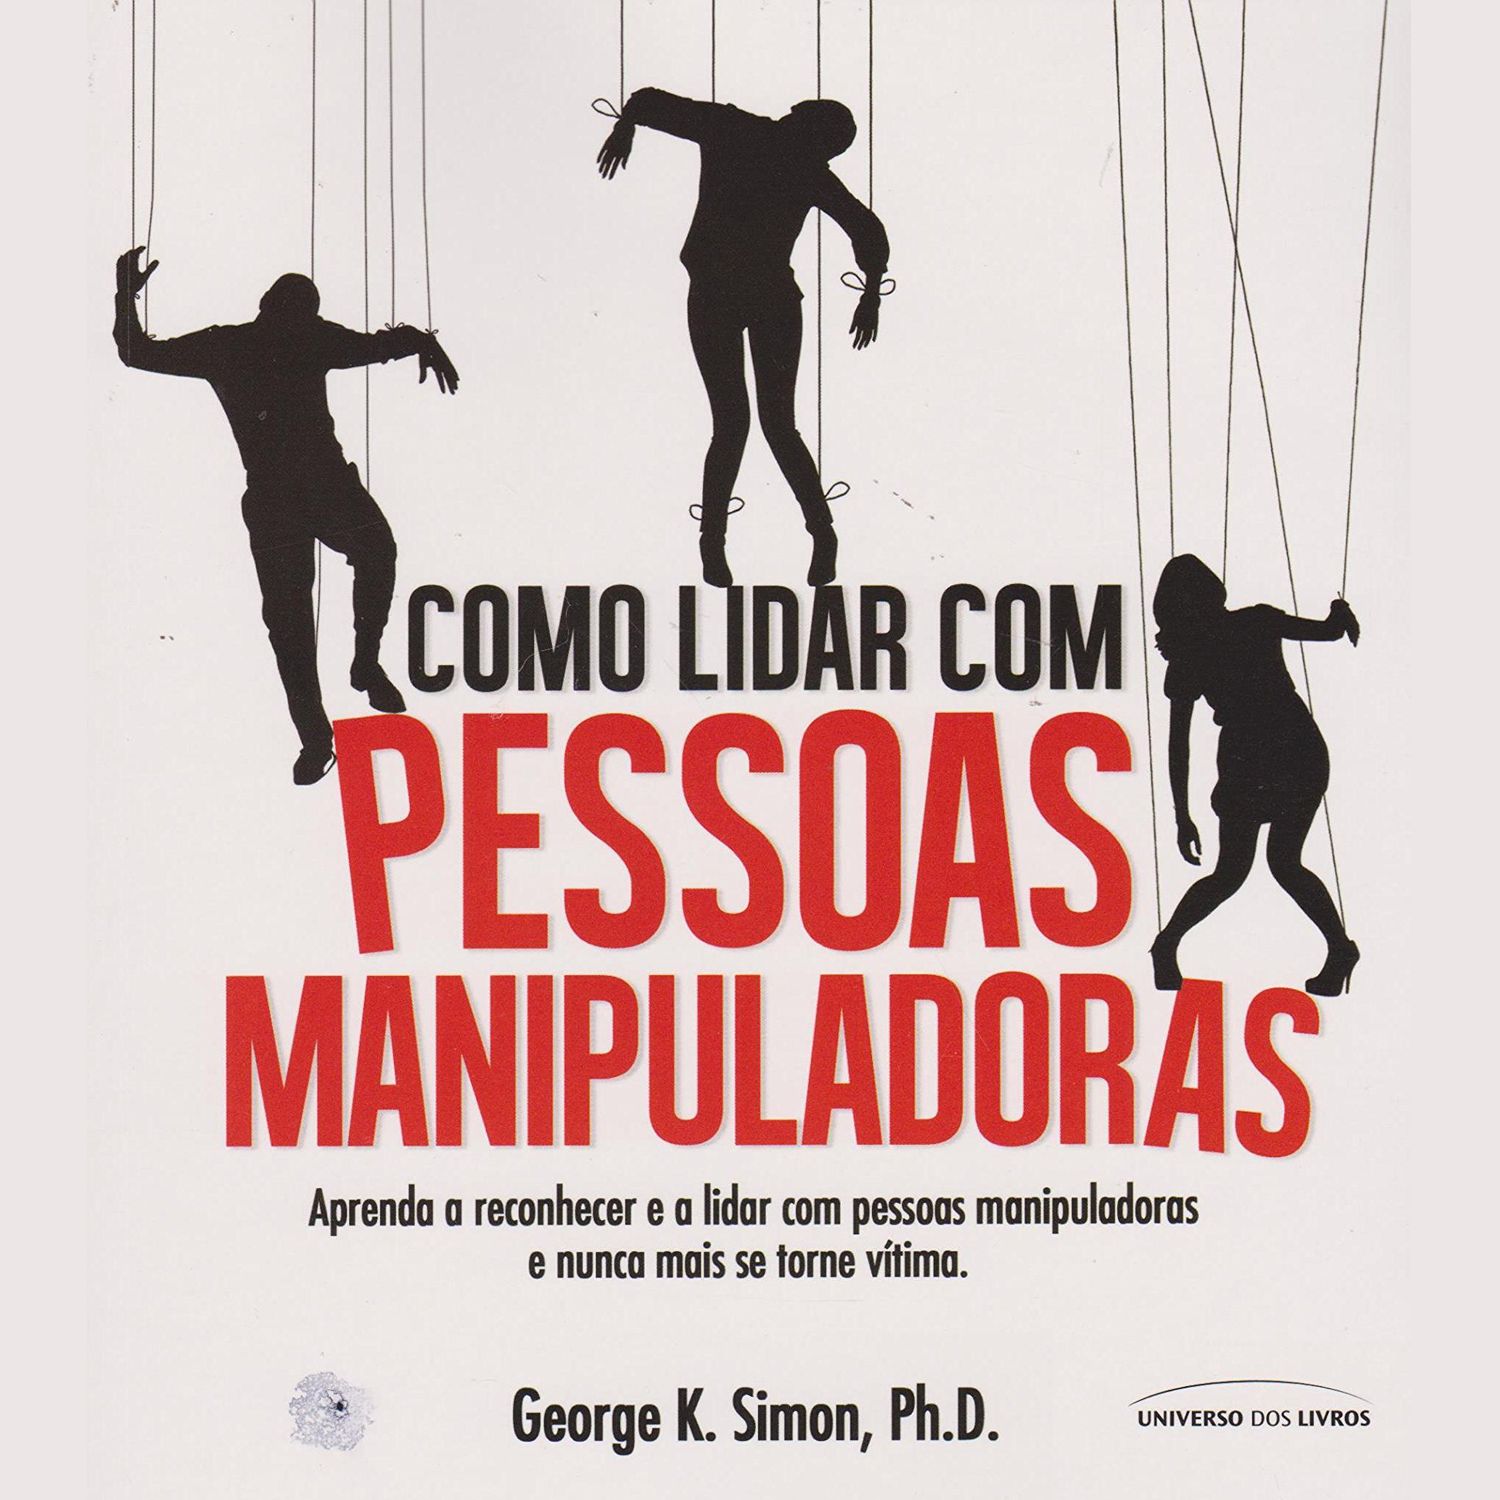 COMO LIDAR COM
PESSOAS
MANIPULADORAS
Aprenda a reconhecer e a lidar com pessoas manipuladoras
e nunca mais se torne vítima.
George K. Simon, Ph.D.
UNIVERSO DOS LIVROS